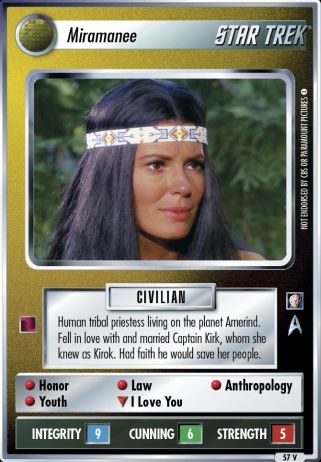 Miramanee
STAR TREK
NOT ENDORSED BY CBS OR PARAMOUNT PICTURES
CIVILIAN
Human tribal priestess living on the planet Amerind.
Fell in love with and married Captain Kirk, whom she
knew as Kirok. Had faith he would save her people.
Honor Law Anthropology
Youth I Love You
INTEGRITY 9 CUNNING 6 STRENGTH 5
57 V